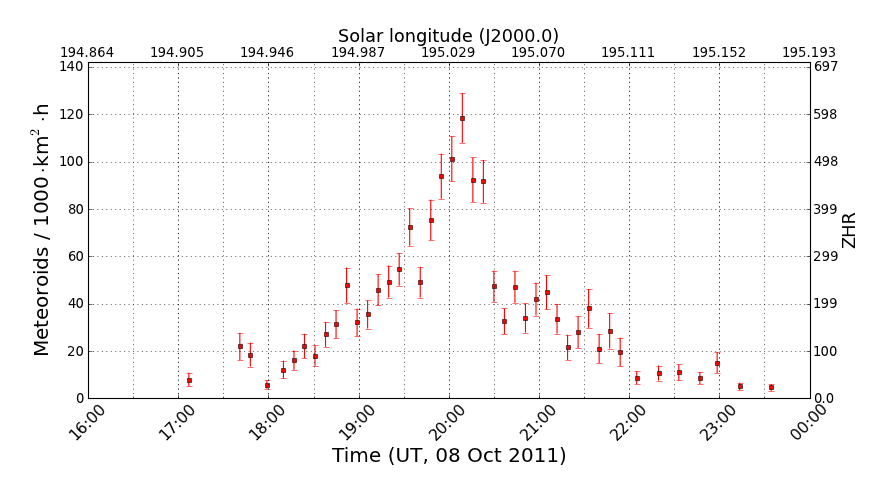 Solar longitude (J2000.0)
194.864 194.905 194.946 194.987 195.029 195.070 195.111 195.152 195.193
140 697
120 598
100 498
80 399
60 299
40 199
20 100
0 0.0
Meteoroids / 1000 ·km² ·h
ZHR
16:00 17:00 18:00 19:00 20:00 21:00 22:00 23:00 00:00
Time (UT, 08 Oct 2011)